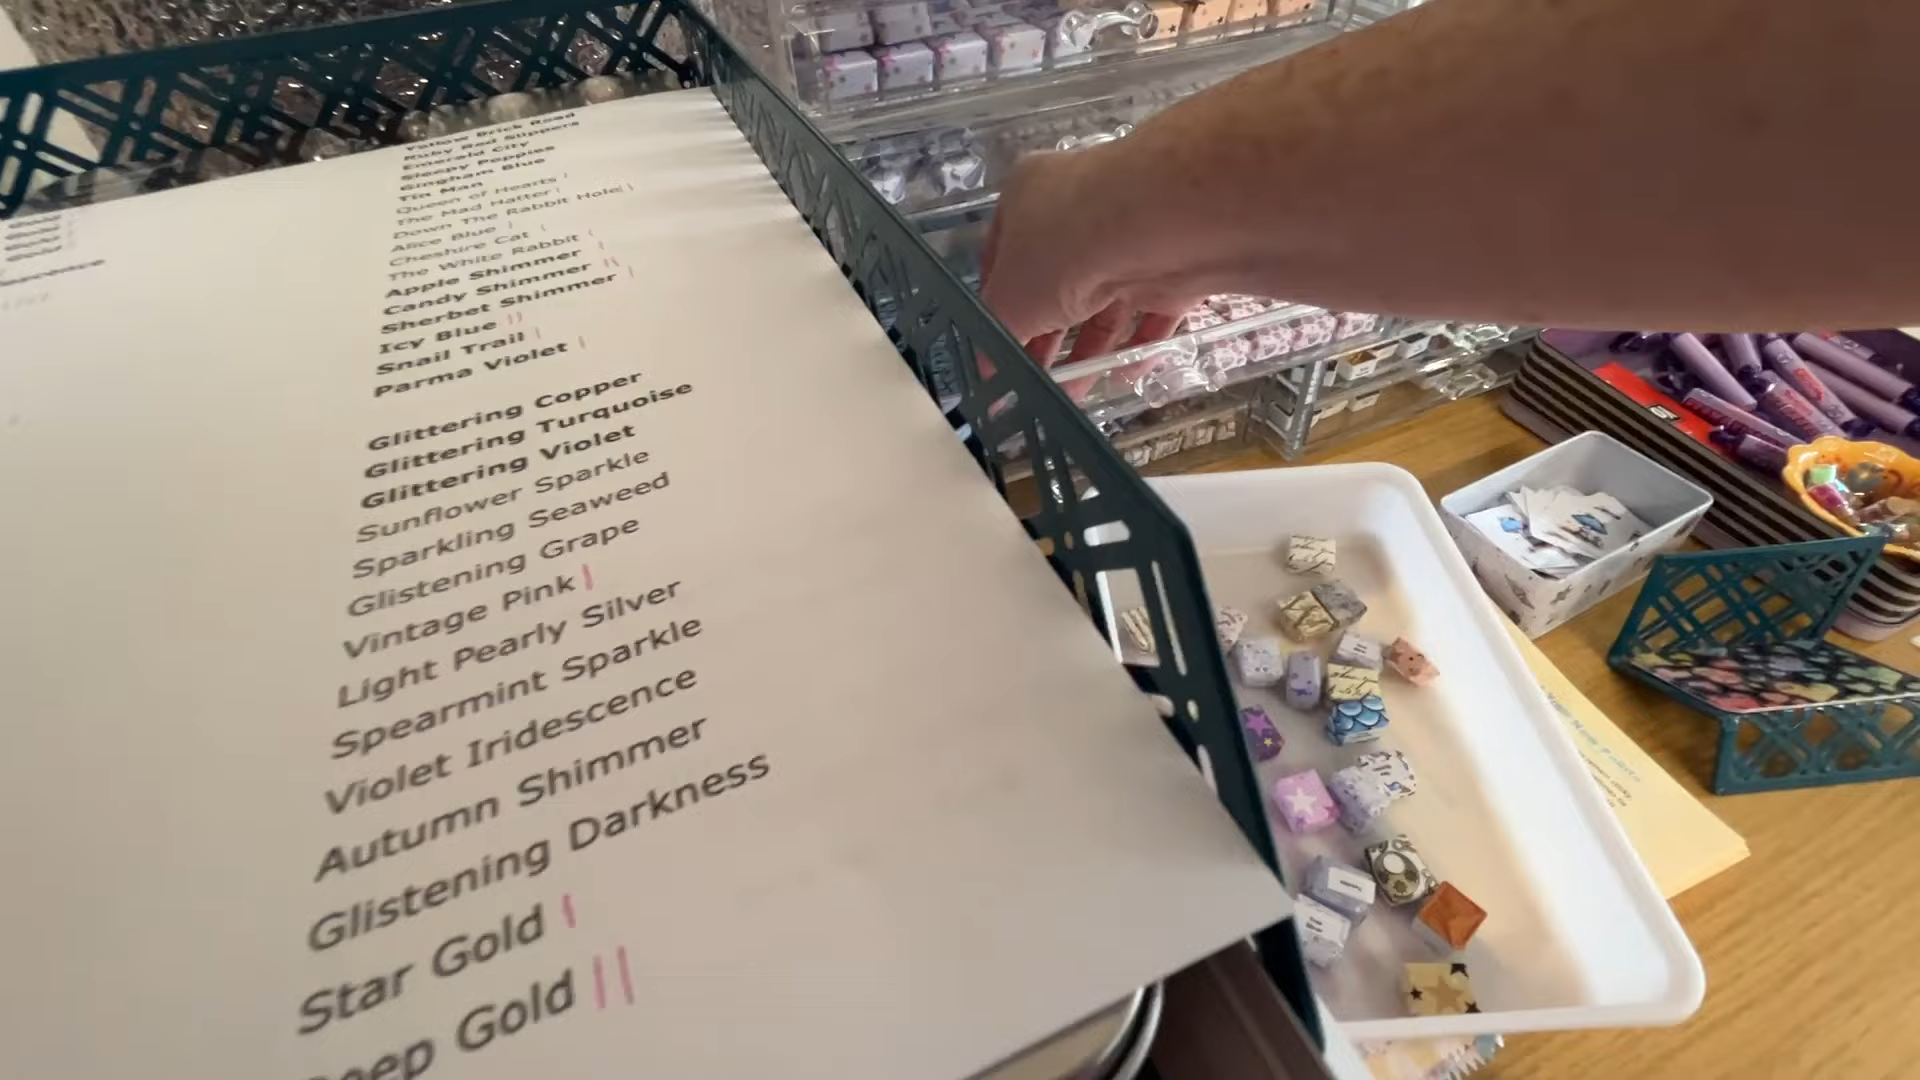 Yellow Brick Road
Ruby Red Slippers
Emerald City
Sleepy Poppies
Gingham Blue
Tin Man
Queen of Hearts
The Mad Hatter
Down The Rabbit Hole
Alice Blue
Cheshire Cat
The White Rabbit
Apple Shimmer
Candy Shimmer
Sherbet Shimmer
Icy Blue
Snail Trail
Parma Violet
Glittering Copper
Glittering Turquoise
Glittering Violet
Sunflower Sparkle
Sparkling Seaweed
Glistening Grape
Vintage Pink
Light Pearly Silver
Spearmint Sparkle
Violet Iridescence
Autumn Shimmer
Glistening Darkness
Star Gold
Deep Gold